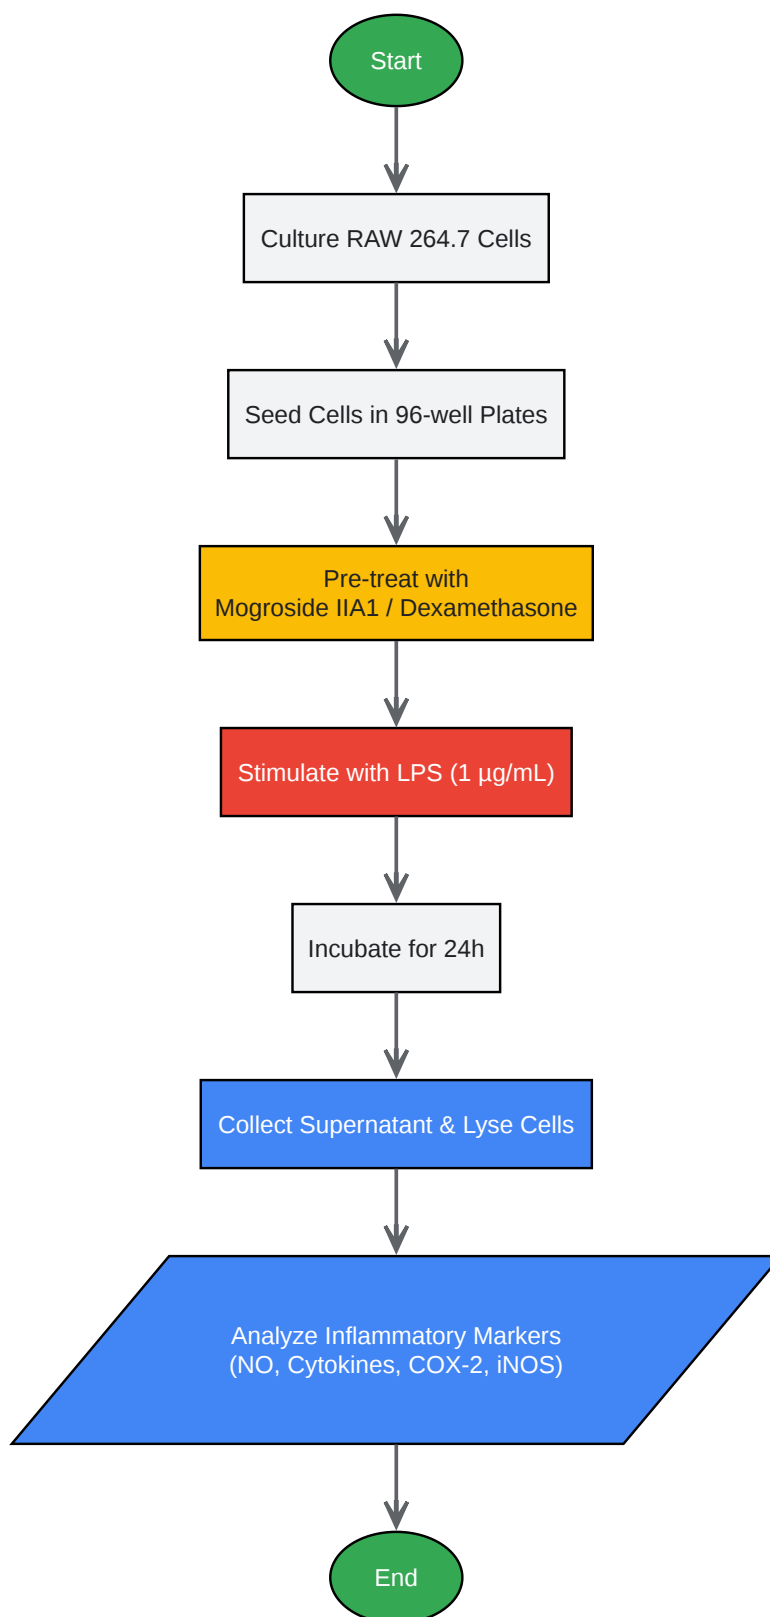 Start
Culture RAW 264.7 Cells
Seed Cells in 96-well Plates
Pre-treat with
Mogroside IIA1 / Dexamethasone
Stimulate with LPS (1 µg/mL)
Incubate for 24h
Collect Supernatant & Lyse Cells
Analyze Inflammatory Markers
(NO, Cytokines, COX-2, iNOS)
End